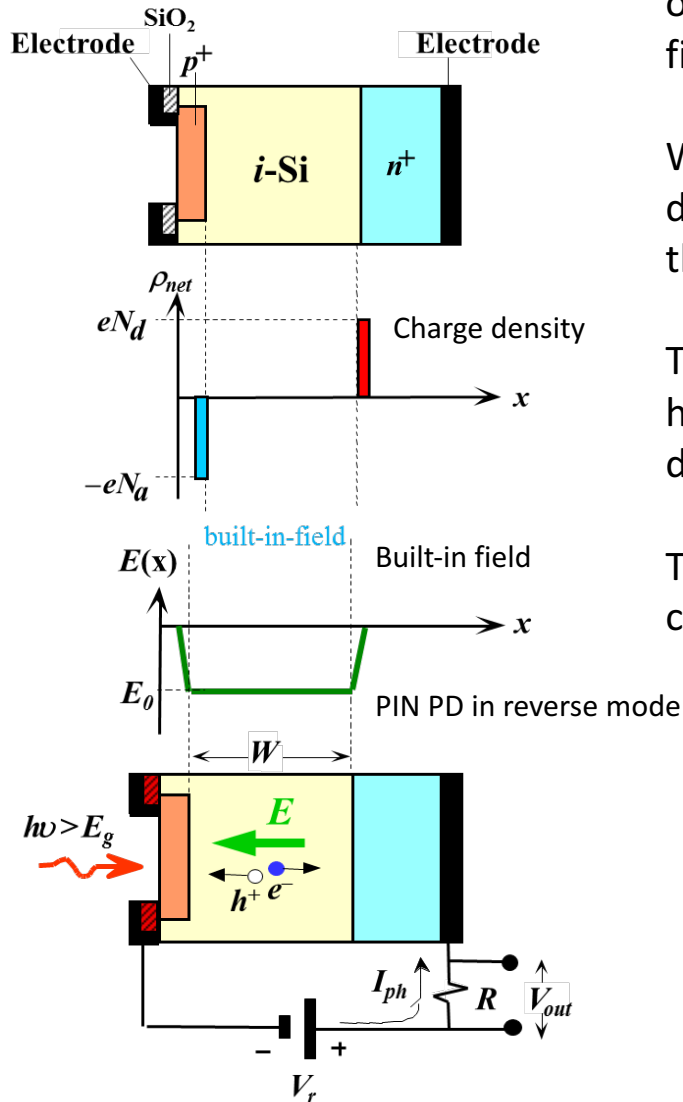 SiO₂
Electrode
Electrode
p⁺
i-Si
n⁺
ρnet
eNd
Charge density
x
−eNa
built-in-field
E(x)
Built-in field
x
E₀
PIN PD in reverse mode
W
hυ > Eg
E
h⁺
e⁻
Iph
R
Vout
−
+
Vr